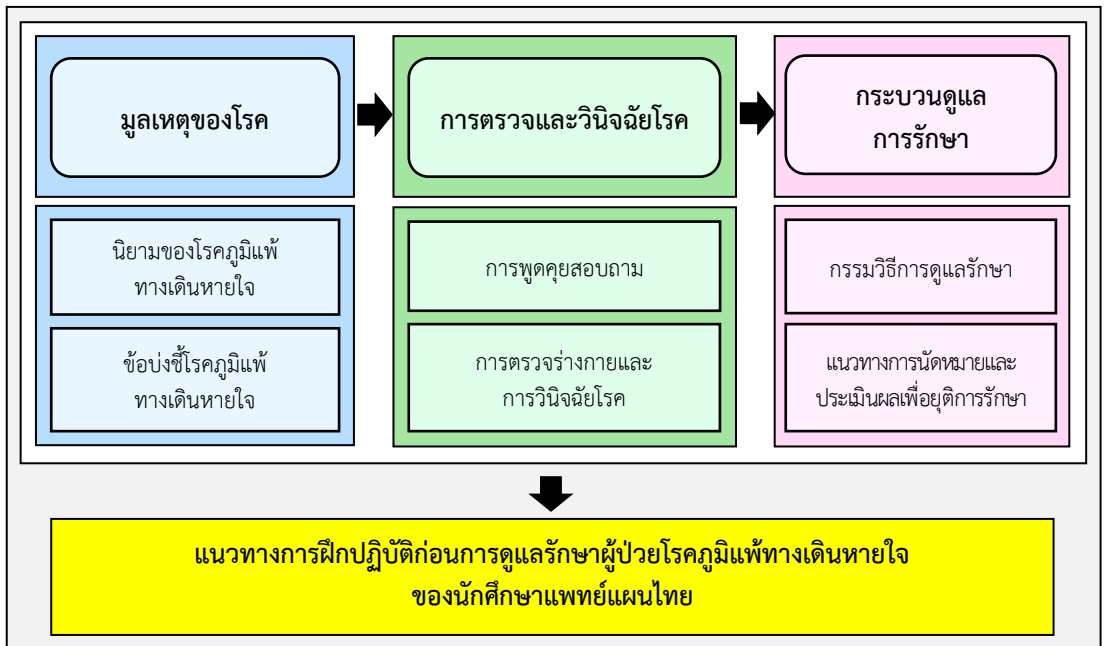 มูลเหตุของโรค
การตรวจและวินิจฉัยโรค
กระบวนดูแล
การรักษา
นิยามของโรคภูมิแพ้
ทางเดินหายใจ
ข้อบ่งชี้โรคภูมิแพ้
ทางเดินหายใจ
การพูดคุยสอบถาม
การตรวจร่างกายและ
การวินิจฉัยโรค
กรรมวิธีการดูแลรักษา
แนวทางการนัดหมายและ
ประเมินผลเพื่อยุติการรักษา
แนวทางการฝึกปฏิบัติก่อนการดูแลรักษาผู้ป่วยโรคภูมิแพ้ทางเดินหายใจ
ของนักศึกษาแพทย์แผนไทย